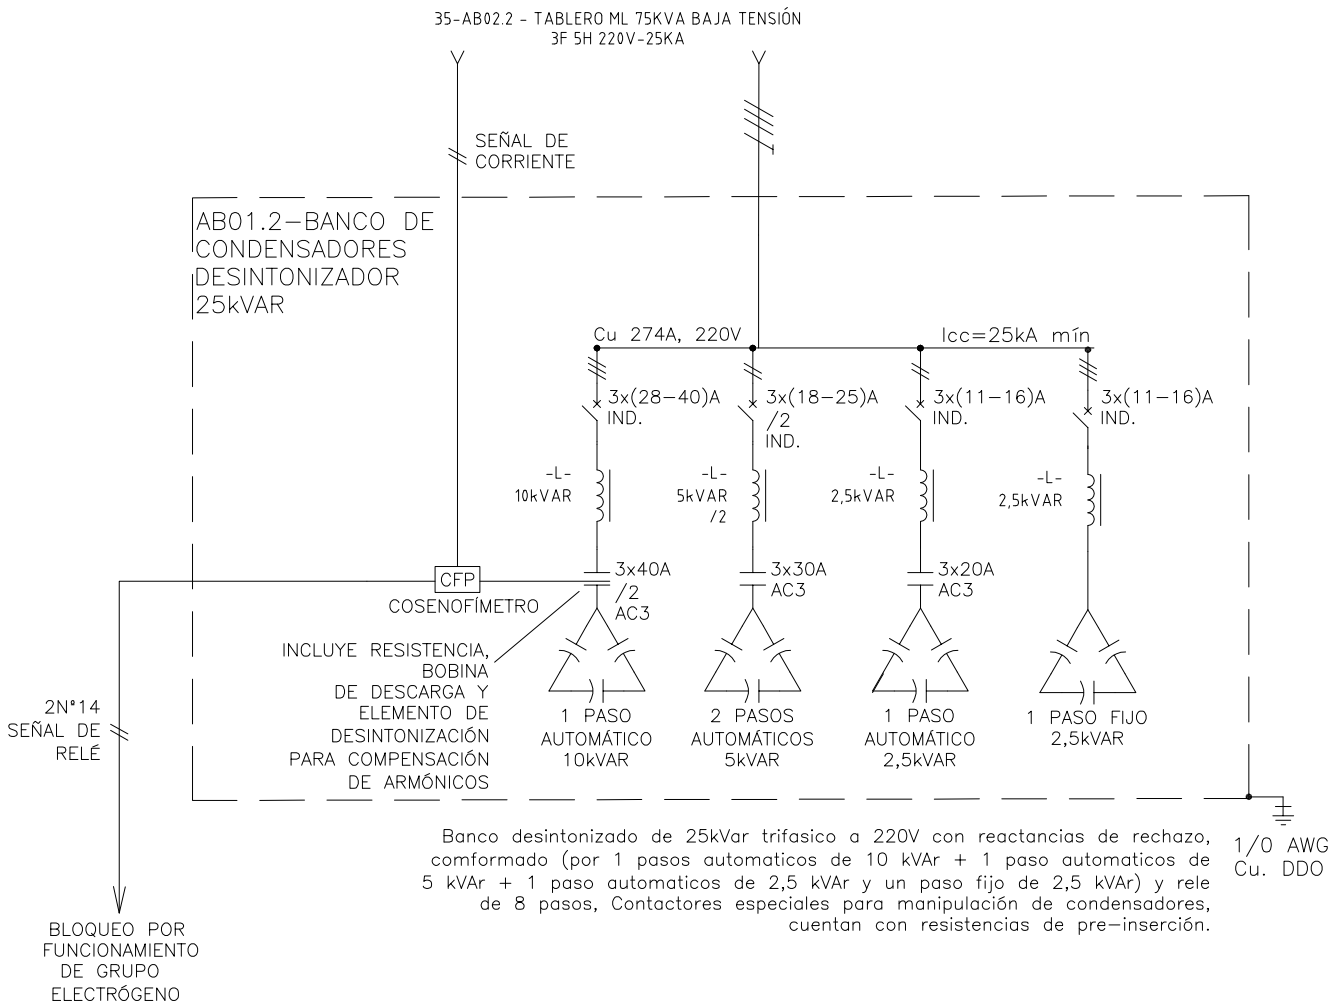 35-AB02.2 - TABLERO ML 75KVA BAJA TENSIÓN
3F 5H 220V-25KA
SEÑAL DE
CORRIENTE
AB01.2-BANCO DE
CONDENSADORES
DESINTONIZADOR
25kVAR
Cu 274A, 220V
Icc=25kA mín
3x(28-40)A
IND.
3x(18-25)A
/2
IND.
3x(11-16)A
IND.
3x(11-16)A
IND.
-L-
10kVAR
-L-
5kVAR
/2
-L-
2,5kVAR
-L-
2,5kVAR
CFP
COSENOFÍMETRO
3x40A
/2
AC3
3x30A
AC3
3x20A
AC3
INCLUYE RESISTENCIA,
BOBINA
DE DESCARGA Y
ELEMENTO DE
DESINTONIZACIÓN
PARA COMPENSACIÓN
DE ARMÓNICOS
1 PASO
AUTOMÁTICO
10kVAR
2 PASOS
AUTOMÁTICOS
5kVAR
1 PASO
AUTOMÁTICO
2,5kVAR
1 PASO FIJO
2,5kVAR
2N°14
SEÑAL DE
RELÉ
Banco desintonizado de 25kVar trifasico a 220V con reactancias de rechazo,
comformado (por 1 pasos automaticos de 10 kVAr + 1 paso automaticos de
5 kVAr + 1 paso automaticos de 2,5 kVAr y un paso fijo de 2,5 kVAr) y rele
de 8 pasos, Contactores especiales para manipulación de condensadores,
cuentan con resistencias de pre-inserción.
1/0 AWG
Cu. DDO
BLOQUEO POR
FUNCIONAMIENTO
DE GRUPO
ELECTRÓGENO